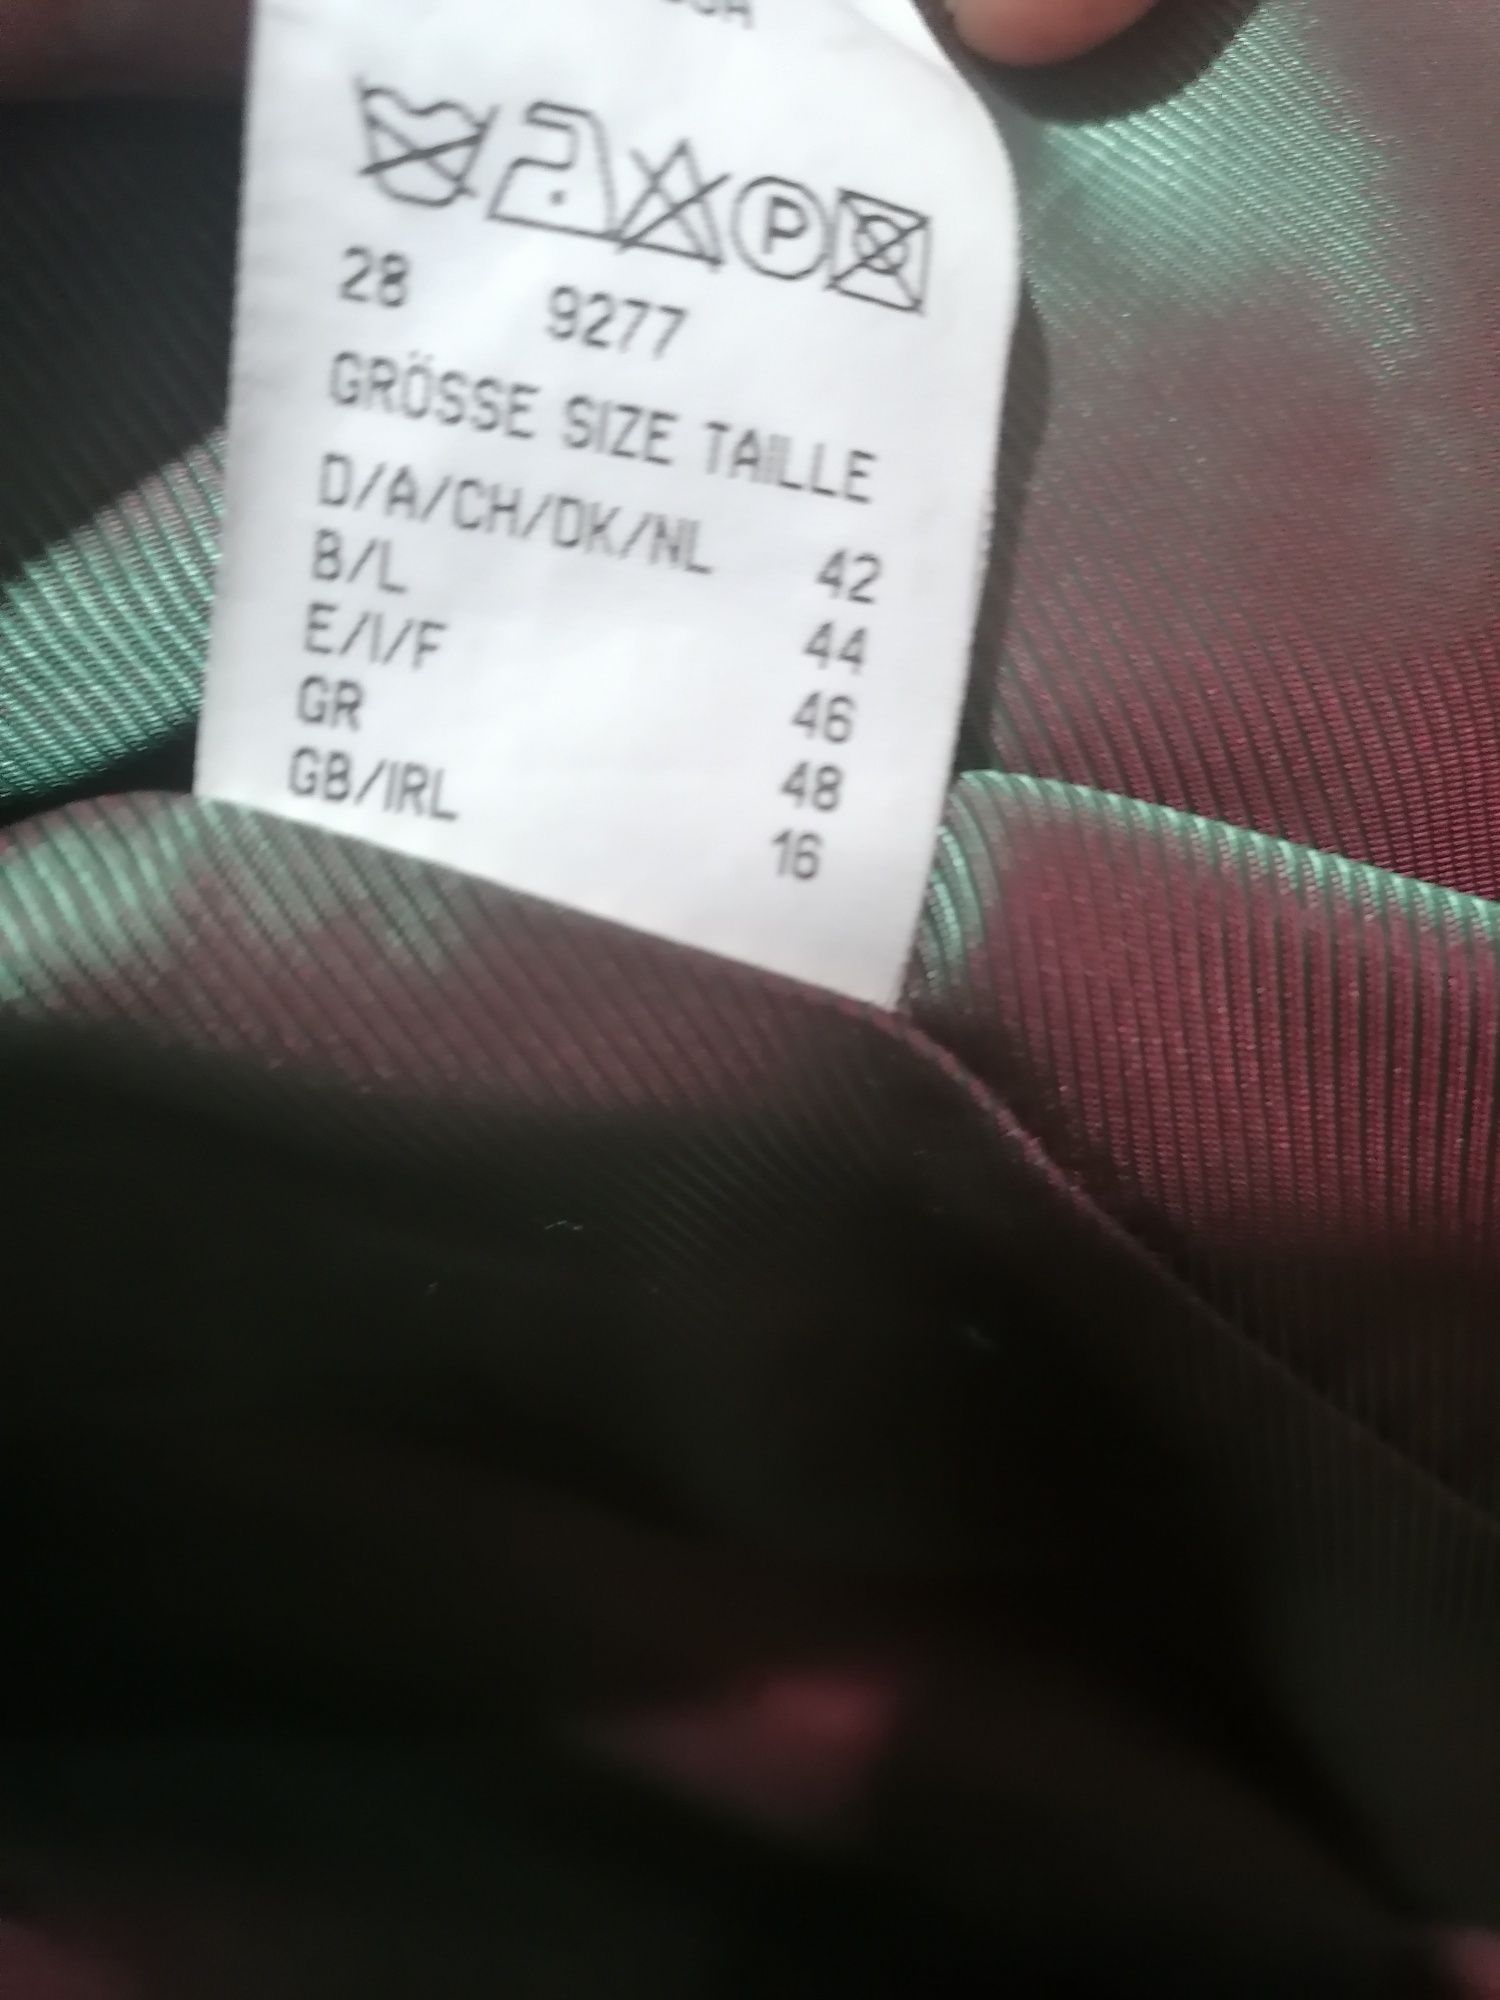 P
28 9277
GRÖSSE SIZE TAILLE
D/A/CH/DK/NL 42
B/L 44
E/I/F 46
GR 48
GB/IRL 16